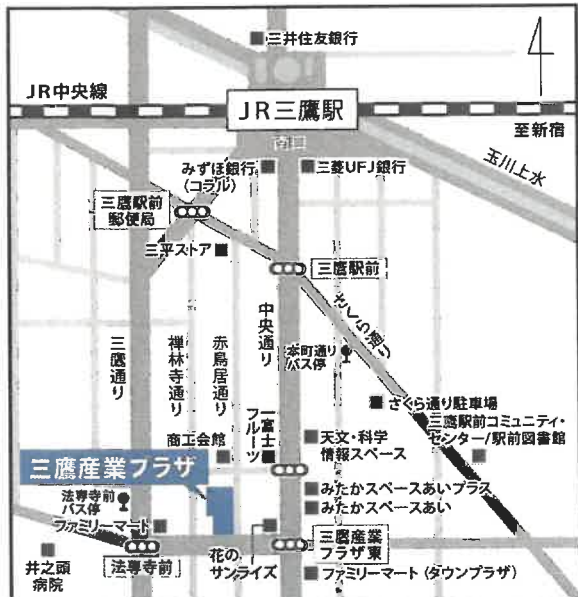 三井住友銀行
JR中央線
JR三鷹駅
至新宿
南口
玉川上水
みずほ銀行
(コラル)
三菱UFJ銀行
三鷹駅前
郵便局
三平ストア
三鷹駅前
さくら通り
中央通り
本町通り
バス停
三鷹通り
禅林寺通り
赤鳥居通り
さくら通り駐車場
三鷹駅前コミュニティ・
センター/駅前図書館
一富士
フルーツ
商工会館
天文・科学
情報スペース
三鷹産業プラザ
みたかスペースあいプラス
みたかスペースあい
法専寺前
バス停
ファミリーマート
三鷹産業
プラザ東
井之頭
病院
法専寺前
花の
サンライズ
ファミリーマート(タウンプラザ)